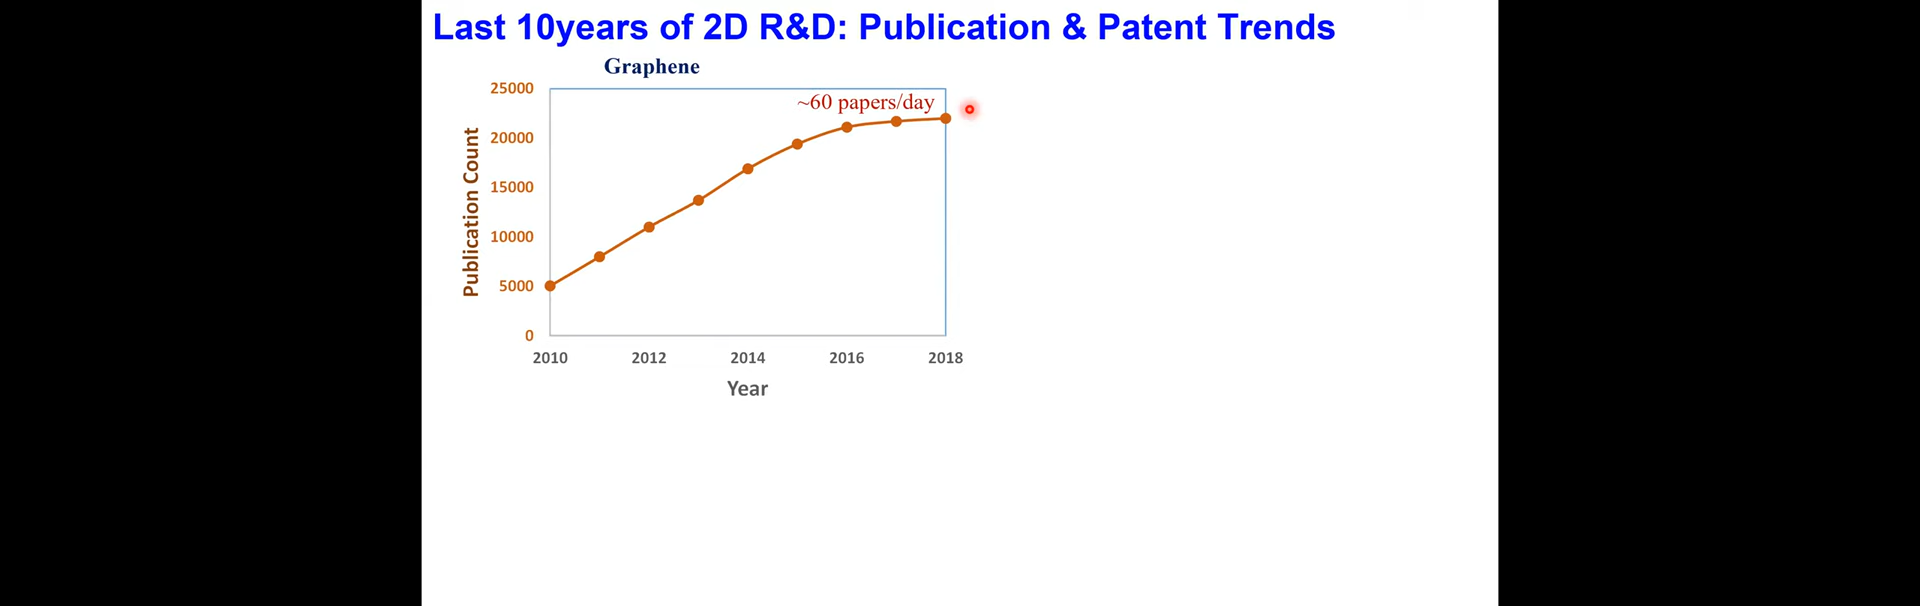 Last 10years of 2D R&D: Publication & Patent Trends
Graphene
~60 papers/day
Publication Count
25000
20000
15000
10000
5000
0
2010 2012 2014 2016 2018
Year